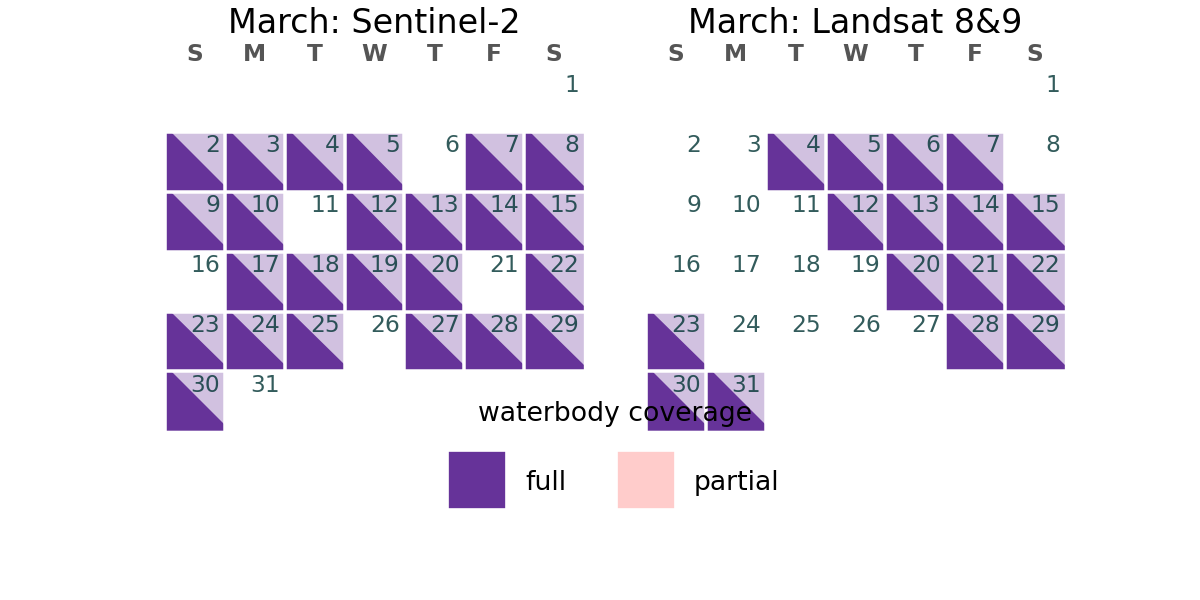 March: Sentinel-2
S M T W T F S
1
2 3 4 5 6 7 8
9 10 11 12 13 14 15
16 17 18 19 20 21 22
23 24 25 26 27 28 29
30 31
March: Landsat 8&9
S M T W T F S
1
2 3 4 5 6 7 8
9 10 11 12 13 14 15
16 17 18 19 20 21 22
23 24 25 26 27 28 29
30 31
waterbody coverage
full partial